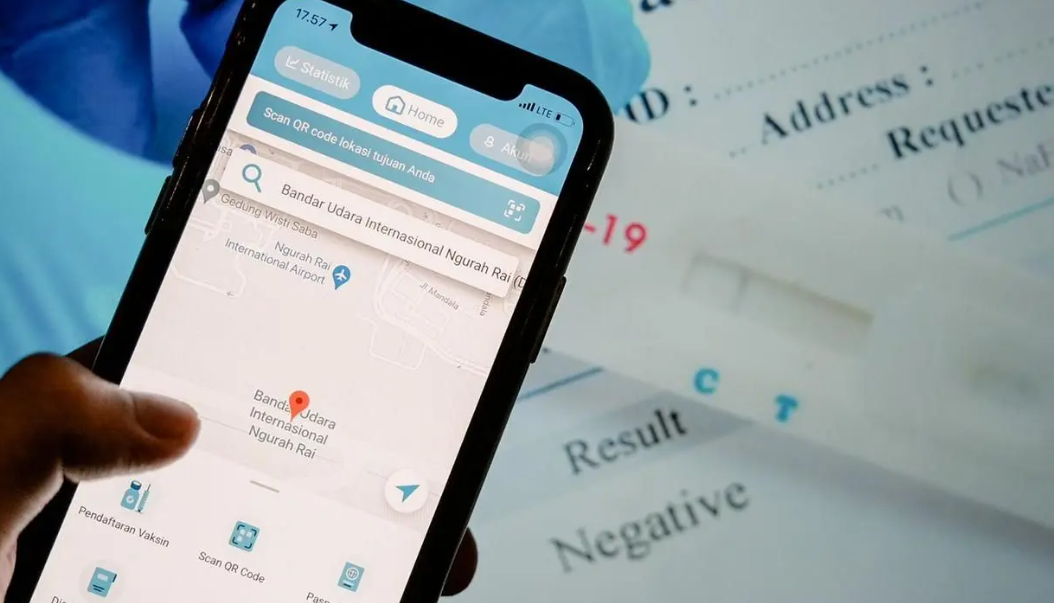 17.57
LTE
Statistik
Home
Akun
Scan QR code lokasi tujuan Anda
Bandar Udara Internasional Ngurah Rai (D
Gedung Wisti Saba
Ngurah Rai
International Airport
Jl Mandala
Bandar Udara
Internasional
Ngurah Rai
Pendaftaran Vaksin
Scan QR Code
ID :
Address :
Requeste
-19
C
T
Result
Negative